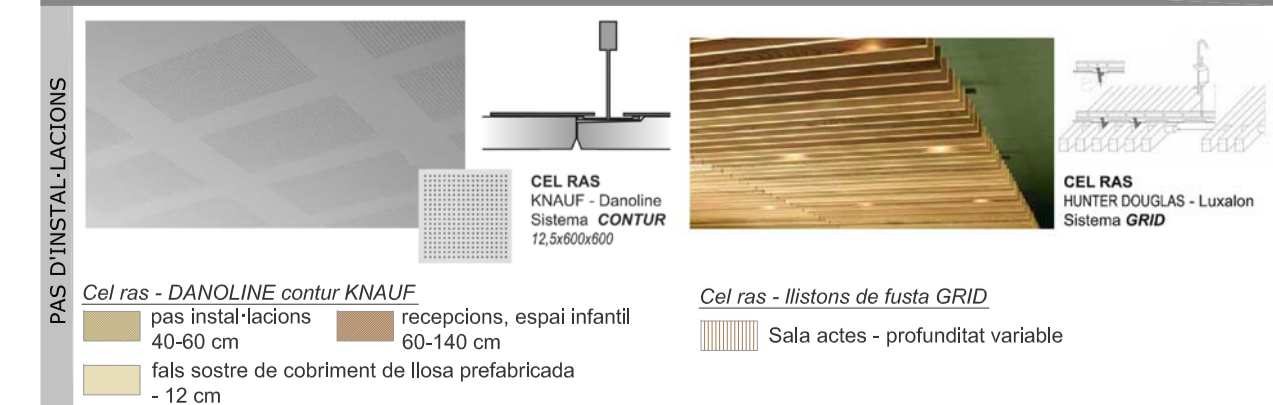 PAS D'INSTAL·LACIONS
CEL RAS
KNAUF - Danoline
Sistema CONTUR
12,5x600x600
CEL RAS
HUNTER DOUGLAS - Luxalon
Sistema GRID
Cel ras - DANOLINE contur KNAUF
pas instal·lacions
40-60 cm
recepcions, espai infantil
60-140 cm
fals sostre de cobriment de llosa prefabricada
- 12 cm
Cel ras - llistons de fusta GRID
Sala actes - profunditat variable